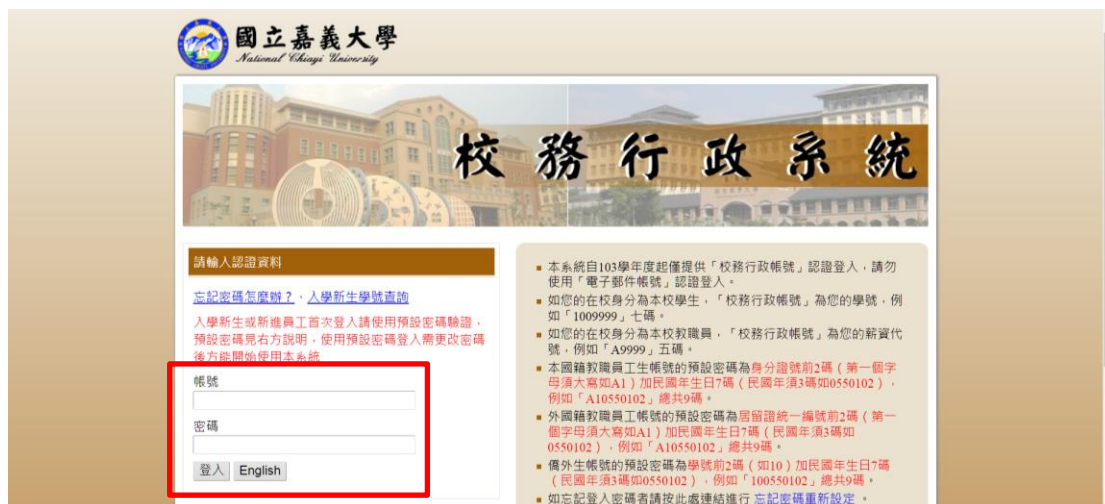 國立嘉義大學
National Chiayi University
校務行政系統
請輸入認證資料
忘記密碼怎麼辦？、入學新生學號查詢
入學新生或新進員工首次登入請使用預設密碼驗證，
預設密碼見右方說明，使用預設密碼登入需更改密碼
後方能開始使用本系統
帳號
密碼
登入 English
本系統自103學年度起僅提供「校務行政帳號」認證登入，請勿
使用「電子郵件帳號」認證登入。
如您的在校身分為本校學生，「校務行政帳號」為您的學號，例
如「1009999」七碼。
如您的在校身分為本校教職員，「校務行政帳號」為您的薪資代
號，例如「A9999」五碼。
本國籍教職員工生帳號的預設密碼為身分證號前2碼（第一個字
母須大寫如A1）加民國年生日7碼（民國年須3碼如0550102），
例如「A10550102」總共9碼。
外國籍教職員工帳號的預設密碼為居留證統一編號前2碼（第一
個字母須大寫如A1）加民國年生日7碼（民國年須3碼如
0550102），例如「A10550102」總共9碼。
僑外生帳號的預設密碼為學號前2碼（如10）加民國年生日7碼
（民國年須3碼如0550102），例如「100550102」總共9碼。
如忘記登入密碼者請按此處連結進行 忘記密碼重新設定 。